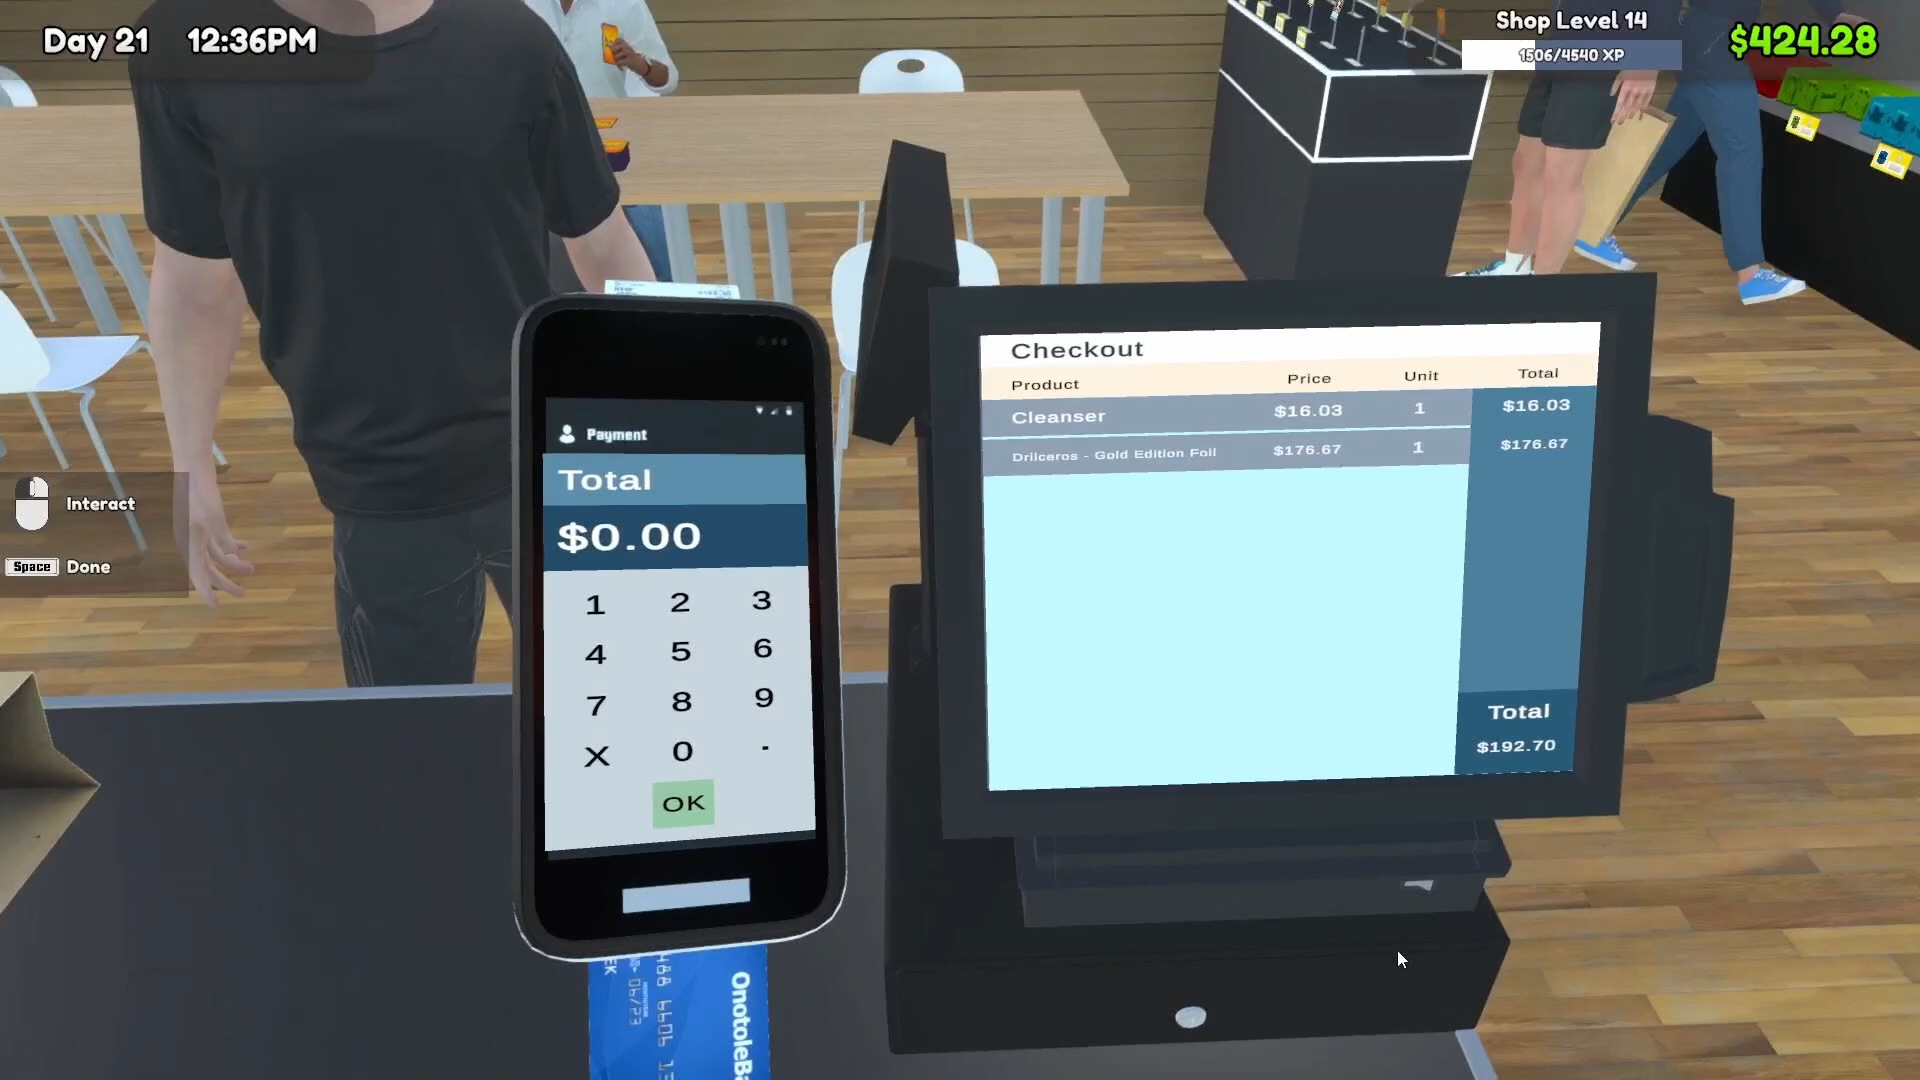 Day 21 12:36PM
Shop Level 14
1506/4540 XP
$424.28
Interact
Space Done
Payment
Total
$0.00
1 2 3
4 5 6
7 8 9
X 0 .
OK
OnotoleBa
Checkout
Product Price Unit Total
Cleanser $16.03 1 $16.03
Drilceros - Gold Edition Foil $176.67 1 $176.67
Total
$192.70